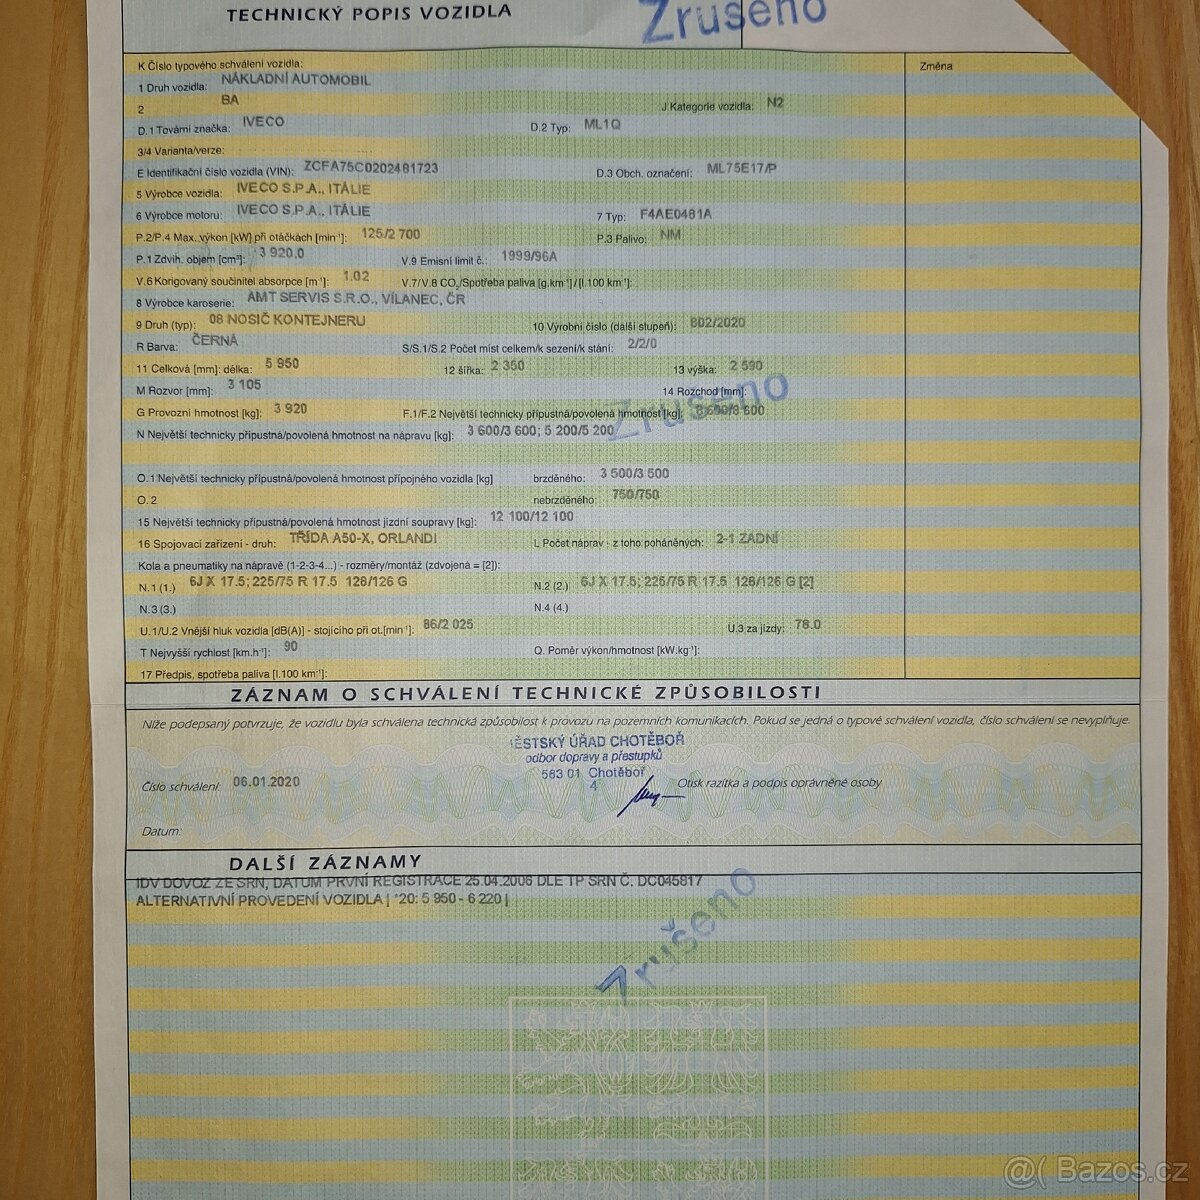 TECHNICKÝ POPIS VOZIDLA
Zrušeno
K Číslo typového schválení vozidla:
Změna
1 Druh vozidla: NÁKLADNÍ AUTOMOBIL
2 BA J Kategorie vozidla: N2
D.1 Tovární značka: IVECO D.2 Typ: ML1Q
3/4 Varianta/verze:
E Identifikační číslo vozidla (VIN): ZCFA75C0202481723 D.3 Obch. označení: ML75E17/P
5 Výrobce vozidla: IVECO S.P.A., ITÁLIE
6 Výrobce motoru: IVECO S.P.A., ITÁLIE 7 Typ: F4AE0481A
P.2/P.4 Max. výkon [kW] při otáčkách [min⁻¹]: 125/2 700 P.3 Palivo: NM
P.1 Zdvih. objem [cm³]: 3 920,0 V.9 Emisní limit č.: 1999/96A
V.6 Korigovaný součinitel absorpce [m⁻¹]: 1.02 V.7/V.8 CO₂/Spotřeba paliva [g.km⁻¹]/[l.100 km⁻¹]:
8 Výrobce karoserie: AMT SERVIS S.R.O., VÍLANEC, ČR
9 Druh (typ): 08 NOSIČ KONTEJNERU 10 Výrobní číslo (další stupeň): 802/2020
R Barva: ČERNÁ S/S.1/S.2 Počet míst celkem/k sezení/k stání: 2/2/0
11 Celková [mm]: délka: 5 950 12 šířka: 2 350 13 výška: 2 590
M Rozvor [mm]: 3 105 14 Rozchod [mm]:
Zrušeno
G Provozní hmotnost [kg]: 3 920 F.1/F.2 Největší technicky přípustná/povolená hmotnost [kg]: 8 600/8 600
N Největší technicky přípustná/povolená hmotnost na nápravu [kg]: 3 600/3 600; 5 200/5 200
O.1 Největší technicky přípustná/povolená hmotnost přípojného vozidla [kg] brzděného: 3 500/3 500
O.2 nebrzděného: 750/750
15 Největší technicky přípustná/povolená hmotnost jízdní soupravy [kg]: 12 100/12 100
16 Spojovací zařízení - druh: TŘÍDA A50-X, ORLANDI L Počet náprav - z toho poháněných: 2-1 ZADNÍ
Kola a pneumatiky na nápravě (1-2-3-4...) - rozměry/montáž (zdvojená = [2]):
N.1 (1.) 6J X 17.5; 225/75 R 17.5 128/126 G N.2 (2.) 6J X 17.5; 225/75 R 17.5 128/126 G [2]
N.3 (3.) N.4 (4.)
U.1/U.2 Vnější hluk vozidla [dB(A)] - stojícího při ot.[min⁻¹]: 86/2 025 U.3 za jízdy: 78.0
T Nejvyšší rychlost [km.h⁻¹]: 90 Q. Poměr výkon/hmotnost [kW.kg⁻¹]:
17 Předpis, spotřeba paliva [l.100 km⁻¹]:
ZÁZNAM O SCHVÁLENÍ TECHNICKÉ ZPŮSOBILOSTI
Níže podepsaný potvrzuje, že vozidlu byla schválena technická způsobilost k provozu na pozemních komunikacích. Pokud se jedná o typové schválení vozidla, číslo schválení se nevyplňuje.
ĚSTSKÝ ÚŘAD CHOTĚBOŘ
odbor dopravy a přestupků
583 01 Chotěboř
4
Číslo schválení: 06.01.2020 Otisk razítka a podpis oprávněné osoby
Datum:
DALŠÍ ZÁZNAMY
IDV DOVOZ ZE SRN, DATUM PRVNÍ REGISTRACE 25.04.2006 DLE TP SRN Č. DC045817
ALTERNATIVNÍ PROVEDENÍ VOZIDLA | *20: 5 950 - 6 220 |
Zrušeno
@( Bazos.cz